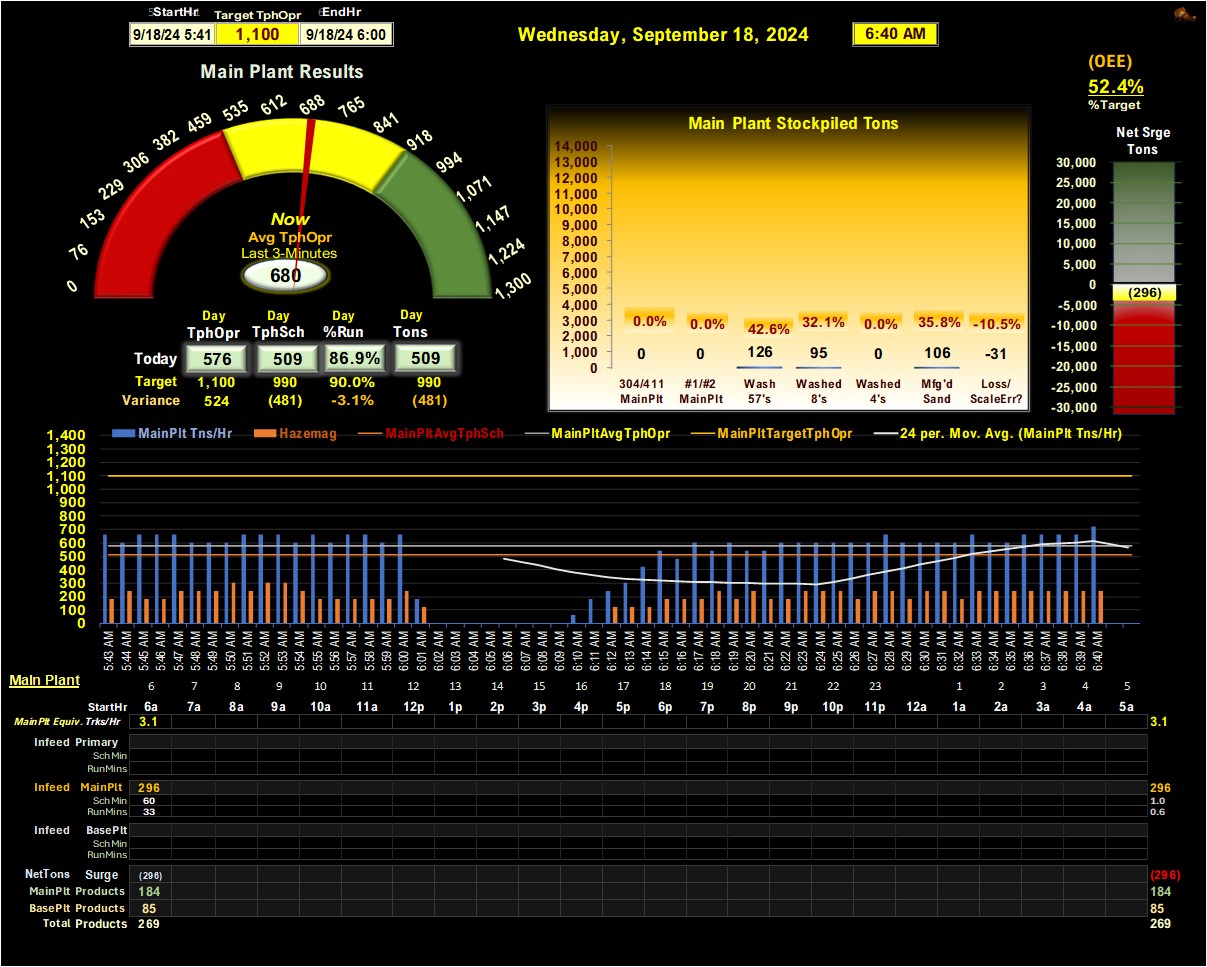 StartHr Target TphOpr EndHr
9/18/24 5:41 1,100 9/18/24 6:00
Wednesday, September 18, 2024 6:40 AM
(OEE)
52.4%
%Target
Main Plant Results
0 76 153 229 306 382 459 535 612 688 765 841 918 994 1,071 1,147 1,224 1,300
Now
Avg TphOpr
Last 3-Minutes
680
Day Day Day Day
TphOpr TphSch %Run Tons
Today 576 509 86.9% 509
Target 1,100 990 90.0% 990
Variance 524 (481) -3.1% (481)
Main Plant Stockpiled Tons
14,000
13,000
12,000
11,000
10,000
9,000
8,000
7,000
6,000
5,000
4,000
3,000
2,000
1,000
0
0.0% 0.0% 42.6% 32.1% 0.0% 35.8% -10.5%
0 0 126 95 0 106 -31
304/411 #1/#2 Wash Washed Washed Mfg'd Loss/
MainPlt MainPlt 57's 8's 4's Sand ScaleErr?
Net Srge
Tons
30,000
25,000
20,000
15,000
10,000
5,000
0
(296)
-5,000
-10,000
-15,000
-20,000
-25,000
-30,000
MainPlt Tns/Hr Hazemag MainPltAvgTphSch MainPltAvgTphOpr MainPltTargetTphOpr 24 per. Mov. Avg. (MainPlt Tns/Hr)
1,400
1,300
1,200
1,100
1,000
900
800
700
600
500
400
300
200
100
0
5:43 AM 5:44 AM 5:45 AM 5:46 AM 5:47 AM 5:48 AM 5:49 AM 5:50 AM 5:51 AM 5:52 AM 5:53 AM 5:54 AM 5:55 AM 5:56 AM 5:57 AM 5:58 AM 5:59 AM 6:00 AM 6:01 AM 6:02 AM 6:03 AM 6:04 AM 6:05 AM 6:06 AM 6:07 AM 6:08 AM 6:09 AM 6:10 AM 6:11 AM 6:12 AM 6:13 AM 6:14 AM 6:15 AM 6:16 AM 6:17 AM 6:19 AM 6:19 AM 6:20 AM 6:21 AM 6:22 AM 6:23 AM 6:24 AM 6:25 AM 6:26 AM 6:27 AM 6:28 AM 6:29 AM 6:30 AM 6:31 AM 6:32 AM 6:33 AM 6:34 AM 6:35 AM 6:36 AM 6:37 AM 6:38 AM 6:39 AM 6:40 AM
Main Plant
6 7 8 9 10 11 12 13 14 15 16 17 18 19 20 21 22 23 1 2 3 4 5
StartHr 6a 7a 8a 9a 10a 11a 12p 1p 2p 3p 4p 5p 6p 7p 8p 9p 10p 11p 12a 1a 2a 3a 4a 5a
MainPlt Equiv. Trks/Hr 3.1 3.1
Infeed Primary
SchMin
RunMins
Infeed MainPlt 296 296
SchMin 60 1.0
RunMins 33 0.6
Infeed BasePlt
SchMin
RunMins
NetTons Surge (296) (296)
MainPlt Products 184 184
BasePlt Products 85 85
Total Products 269 269